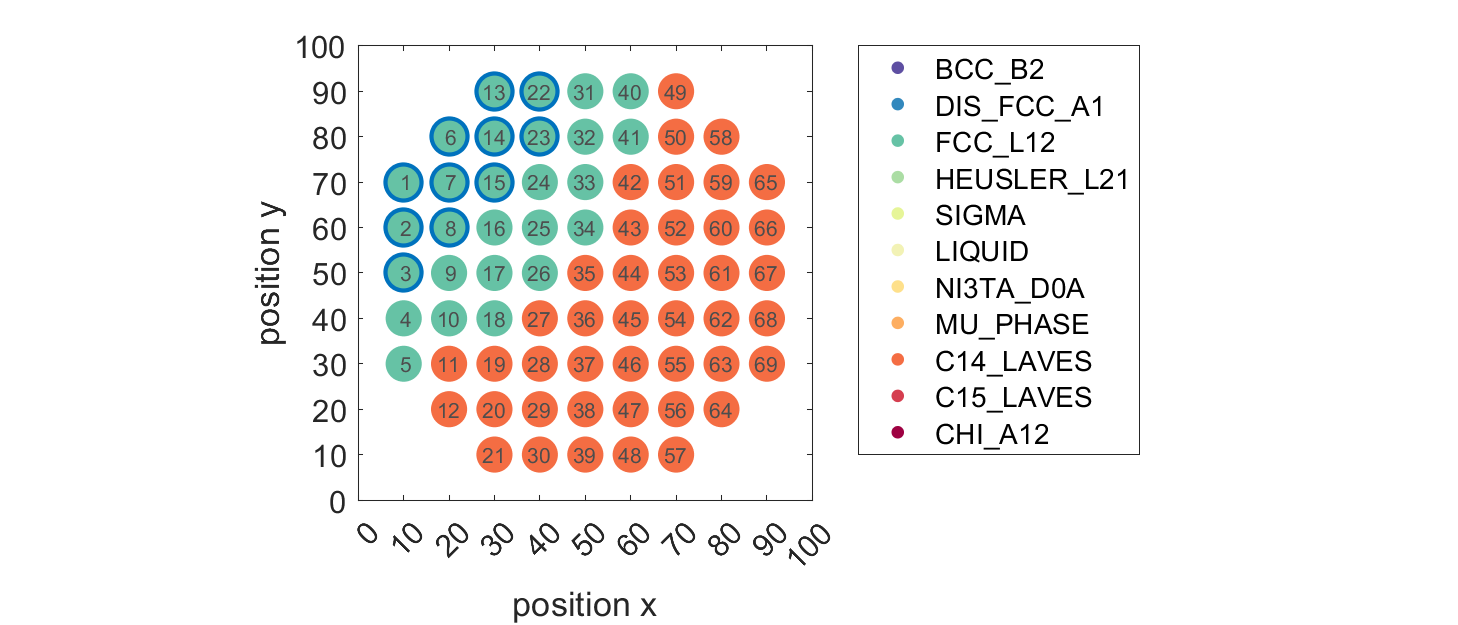 100
90
80
70
60
50
40
30
20
10
0
position y
13 22 31 40 49
6 14 23 32 41 50 58
1 7 15 24 33 42 51 59 65
2 8 16 25 34 43 52 60 66
3 9 17 26 35 44 53 61 67
4 10 18 27 36 45 54 62 68
5 11 19 28 37 46 55 63 69
12 20 29 38 47 56 64
21 30 39 48 57
0 10 20 30 40 50 60 70 80 90 100
position x
BCC_B2
DIS_FCC_A1
FCC_L12
HEUSLER_L21
SIGMA
LIQUID
NI3TA_D0A
MU_PHASE
C14_LAVES
C15_LAVES
CHI_A12